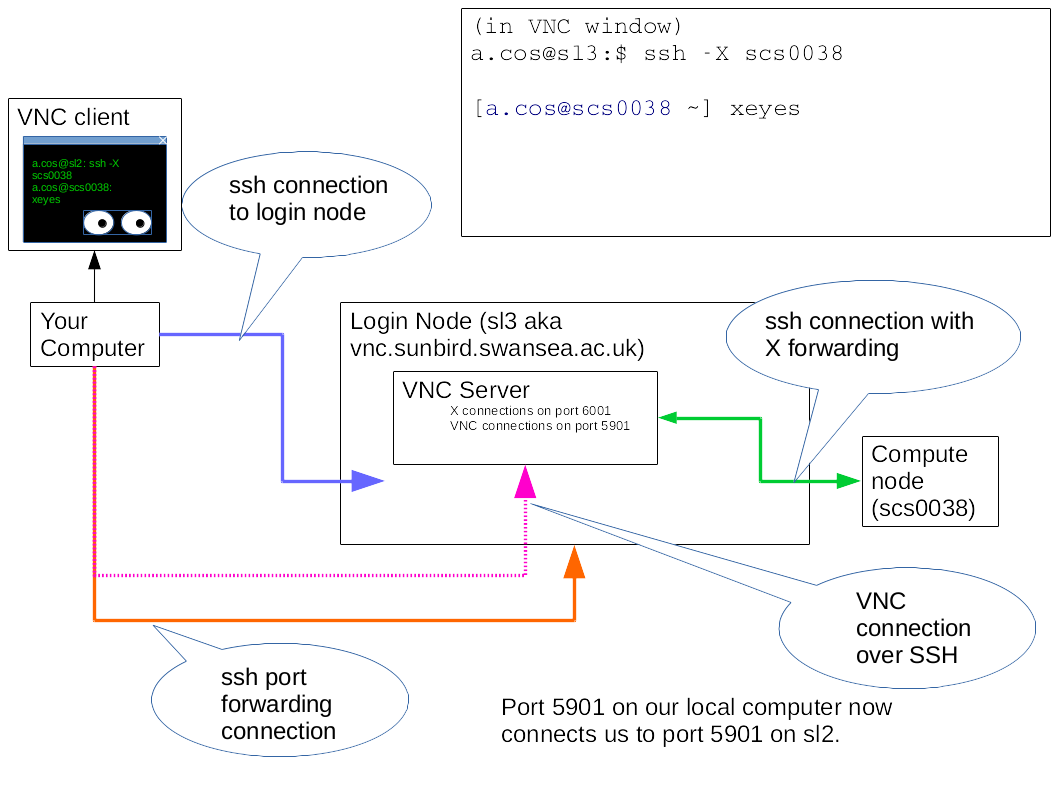 (in VNC window)
a.cos@sl3:$ ssh -X scs0038
[a.cos@scs0038 ~] xeyes
VNC client
a.cos@sl2: ssh -X
scs0038
a.cos@scs0038:
xeyes
ssh connection
to login node
Your
Computer
Login Node (sl3 aka
vnc.sunbird.swansea.ac.uk)
VNC Server
X connections on port 6001
VNC connections on port 5901
ssh connection with
X forwarding
Compute
node
(scs0038)
VNC
connection
over SSH
ssh port
forwarding
connection
Port 5901 on our local computer now
connects us to port 5901 on sl2.